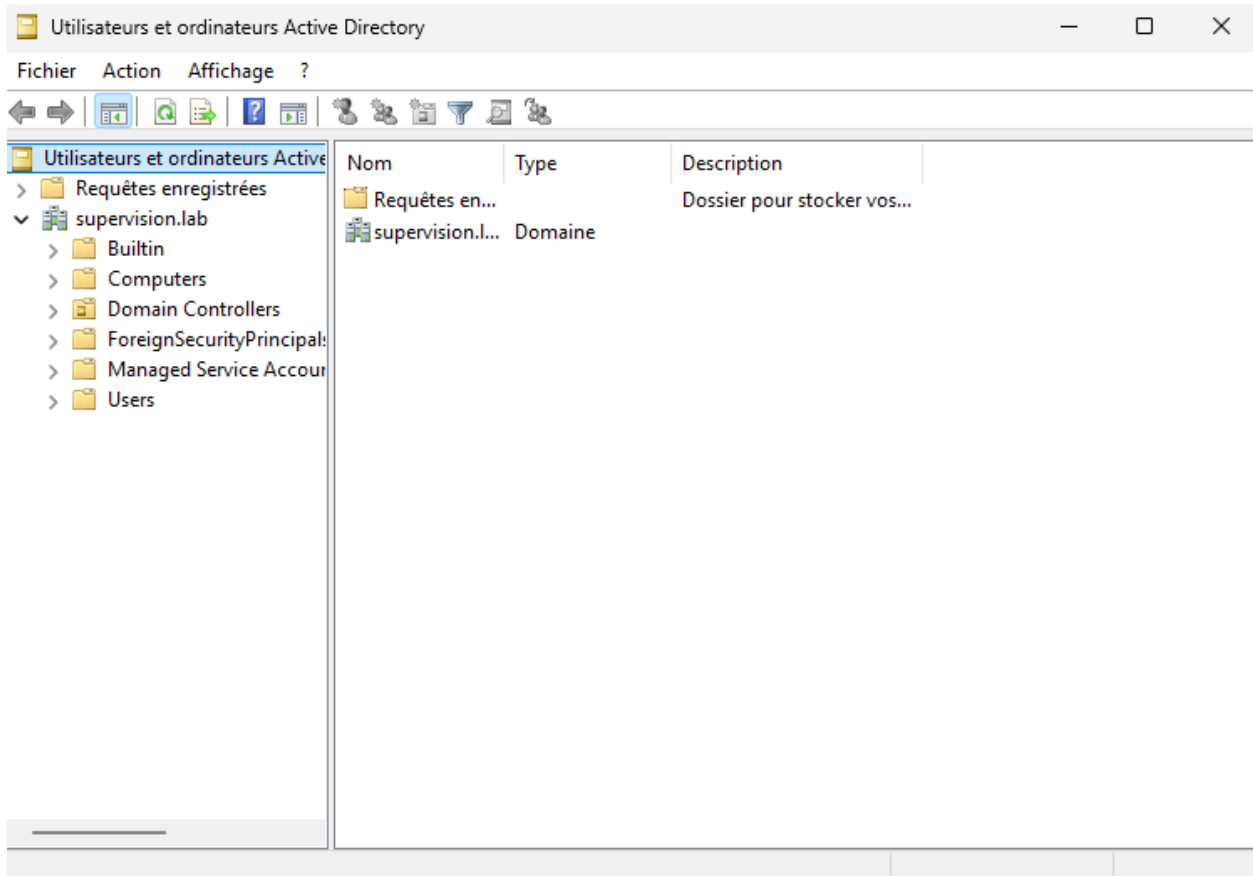 Utilisateurs et ordinateurs Active Directory
Fichier Action Affichage ?
Utilisateurs et ordinateurs Active
Requêtes enregistrées
supervision.lab
Builtin
Computers
Domain Controllers
ForeignSecurityPrincipals
Managed Service Accour
Users
Nom Type Description
Requêtes en... Dossier pour stocker vos...
supervision.l... Domaine